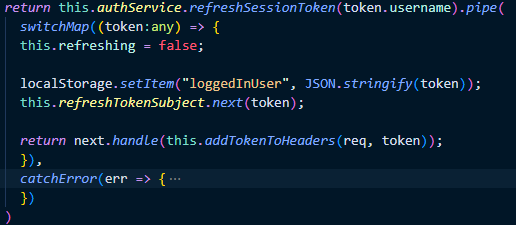 return this.authService.refreshSessionToken(token.username).pipe(
switchMap((token:any) => {
this.refreshing = false;
localStorage.setItem("loggedInUser", JSON.stringify(token));
this.refreshTokenSubject.next(token);
return next.handle(this.addTokenToHeaders(req, token));
}),
catchError(err => { ⋯
})
)